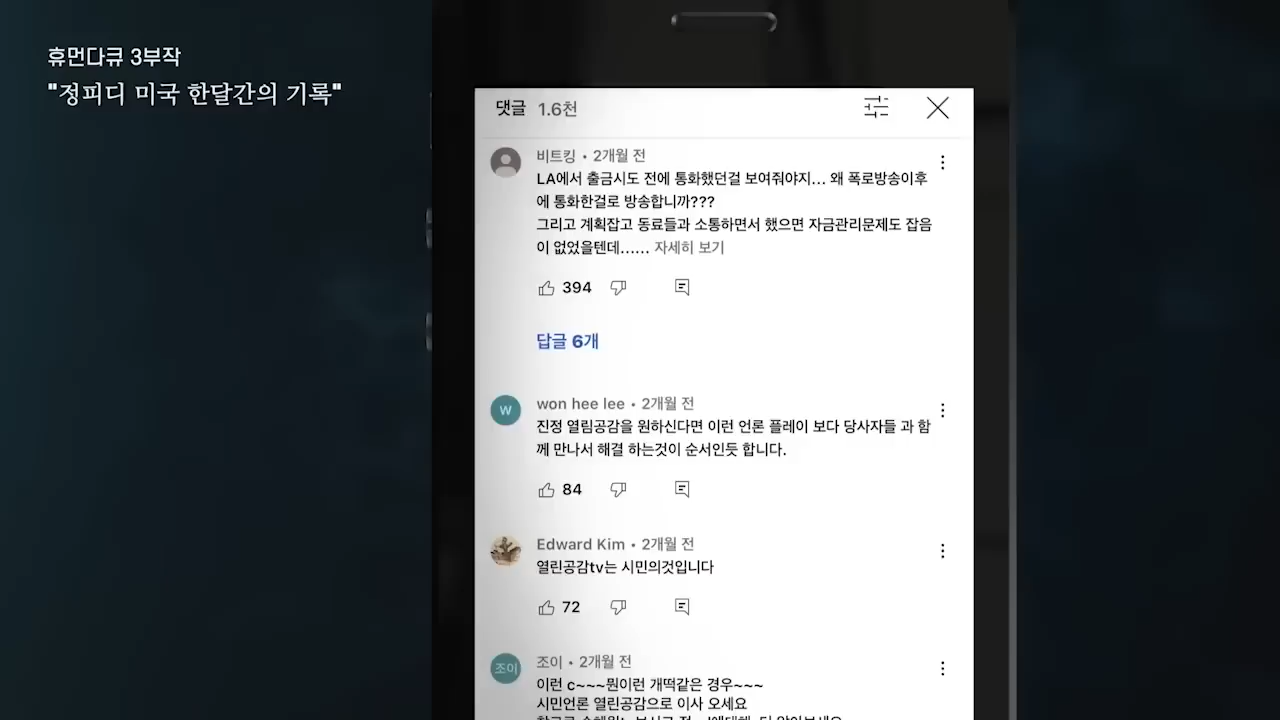 휴먼다큐 3부작
"정피디 미국 한달간의 기록"
댓글 1.6천
비트킹 • 2개월 전
LA에서 출금시도 전에 통화했던걸 보여줘야지... 왜 폭로방송이후
에 통화한걸로 방송합니까???
그리고 계획잡고 동료들과 소통하면서 했으면 자금관리문제도 잡음
이 없었을텐데...... 자세히 보기
394
답글 6개
W
won hee lee • 2개월 전
진정 열림공감을 원하신다면 이런 언론 플레이 보다 당사자들 과 함
께 만나서 해결 하는것이 순서인듯 합니다.
84
Edward Kim • 2개월 전
열린공감tv는 시민의것입니다
72
조이
조이 • 2개월 전
이런 c~~~뭔이런 개떡같은 경우~~~
시민언론 열린공감으로 이사 오세요